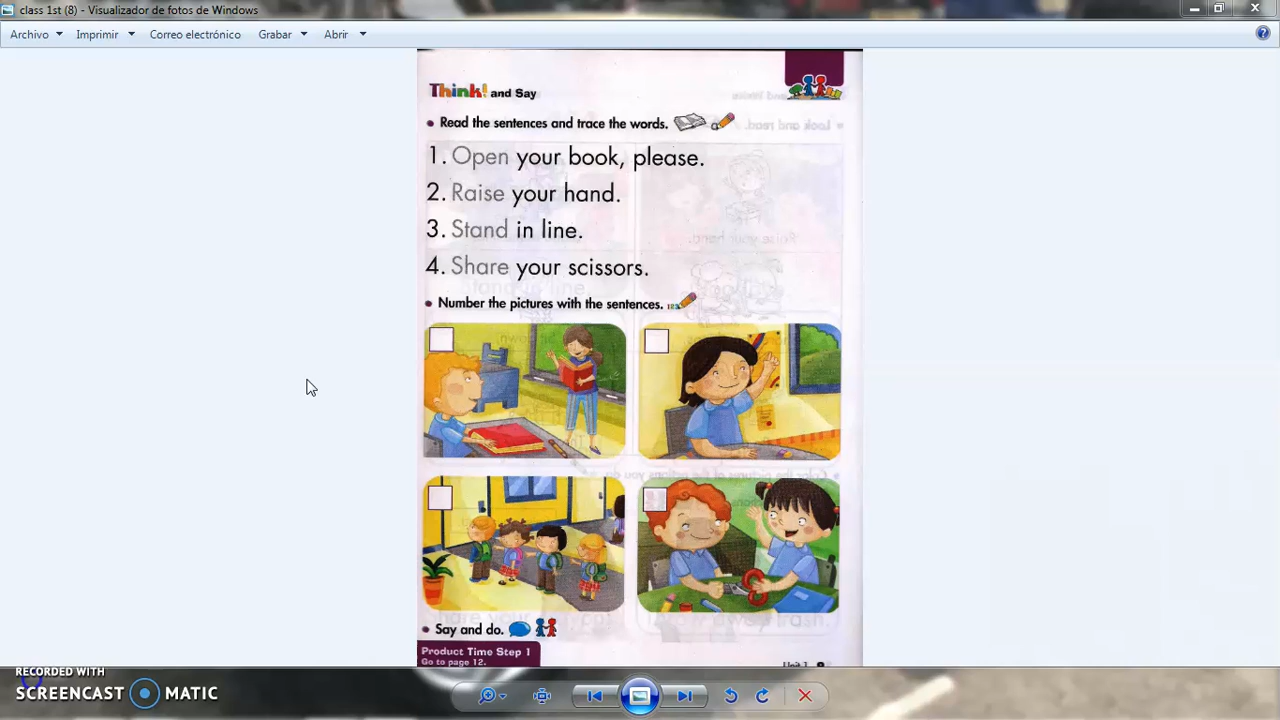 class 1st (8) - Visualizador de fotos de Windows
Archivo Imprimir Correo electrónico Grabar Abrir
Think! and Say
Read the sentences and trace the words.
1. Open your book, please.
2. Raise your hand.
3. Stand in line.
4. Share your scissors.
Number the pictures with the sentences. 123
Say and do.
Product Time Step 1
Go to page 12.
RECORDED WITH
SCREENCAST MATIC